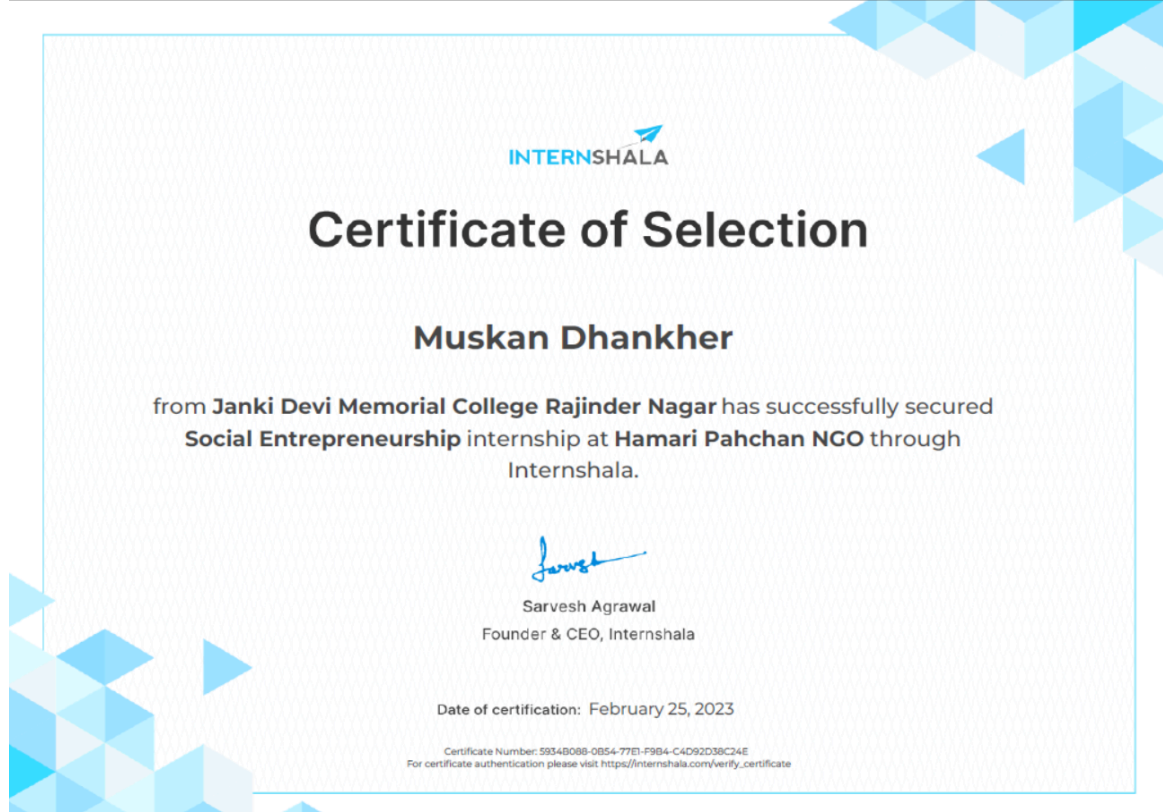 INTERNSHALA
Certificate of Selection
Muskan Dhankher
from Janki Devi Memorial College Rajinder Nagar has successfully secured
Social Entrepreneurship internship at Hamari Pahchan NGO through
Internshala.
Sarvesh
Sarvesh Agrawal
Founder & CEO, Internshala
Date of certification: February 25, 2023
Certificate Number: 5934B088-0B54-77E1-F9B4-C4D92D38C24E
For certificate authentication please visit https://internshala.com/verify_certificate